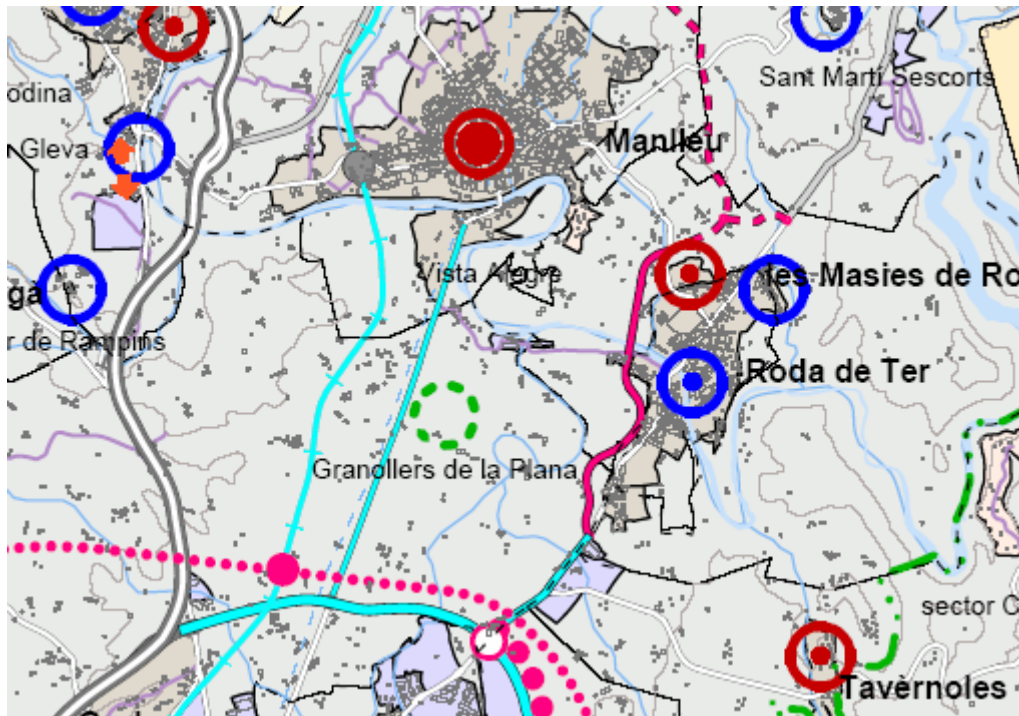 Sant Martí Sescorts
odina
Manlleu
Gleva
Vista Alegre
les Masies de Ro
ga
r de Rampins
Roda de Ter
Granollers de la Plana
sector C
Tavèrnoles